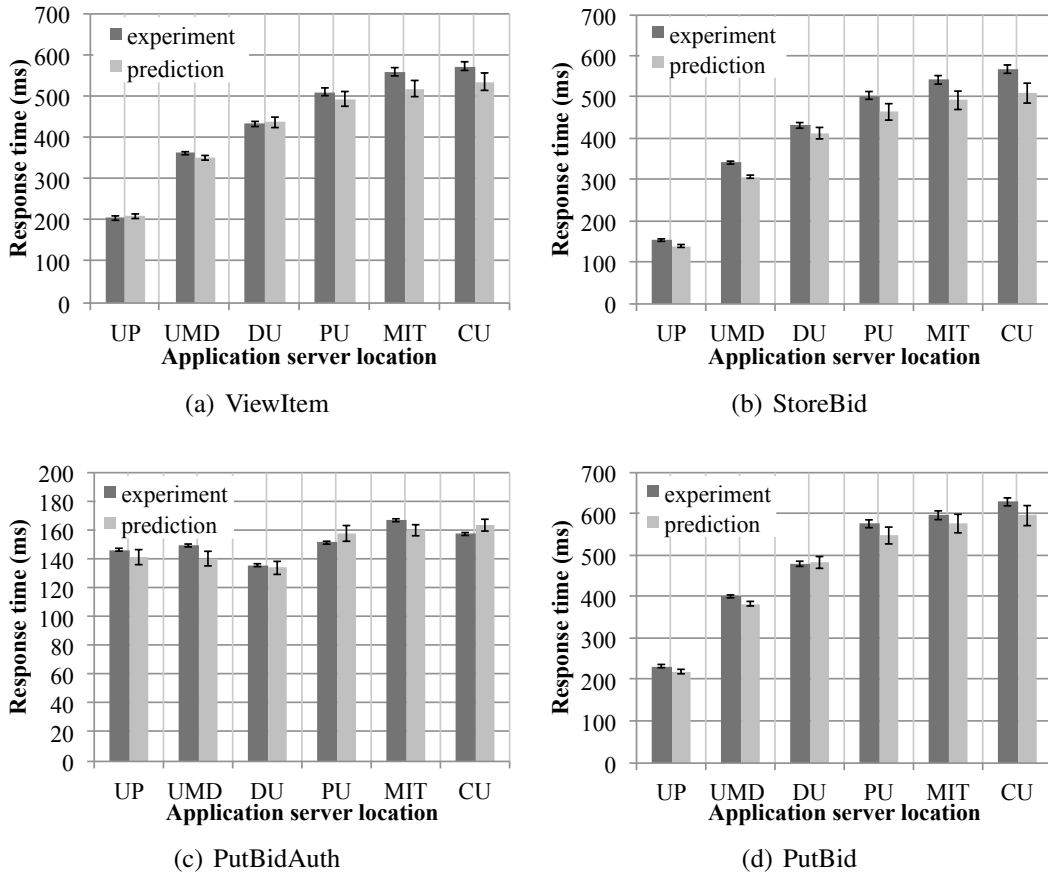 700
600
500
400
300
200
100
0
Response time (ms)
experiment
prediction
UP UMD DU PU MIT CU
Application server location
(a) ViewItem
700
600
500
400
300
200
100
0
Response time (ms)
experiment
prediction
UP UMD DU PU MIT CU
Application server location
(b) StoreBid
200
180
160
140
120
100
80
60
40
20
0
Response time (ms)
experiment
prediction
UP UMD DU PU MIT CU
Application server location
(c) PutBidAuth
700
600
500
400
300
200
100
0
Response time (ms)
experiment
prediction
UP UMD DU PU MIT CU
Application server location
(d) PutBid